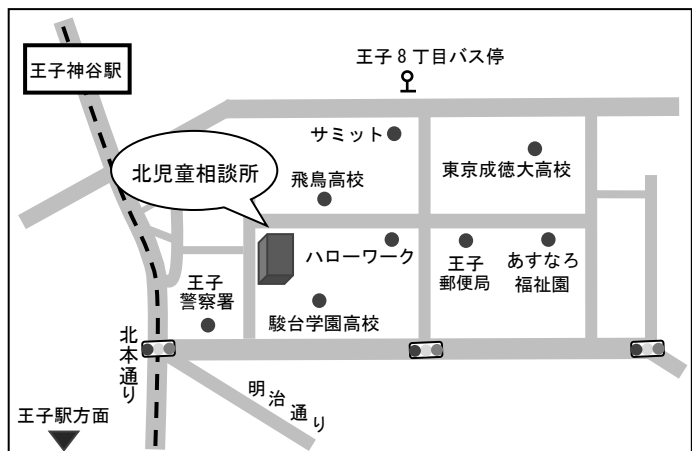 王子神谷駅
王子8丁目バス停
サミット
東京成徳大高校
北児童相談所
飛鳥高校
ハローワーク
王子
郵便局
あすなろ
福祉園
王子
警察署
駿台学園高校
北本通り
明治通り
王子駅方面